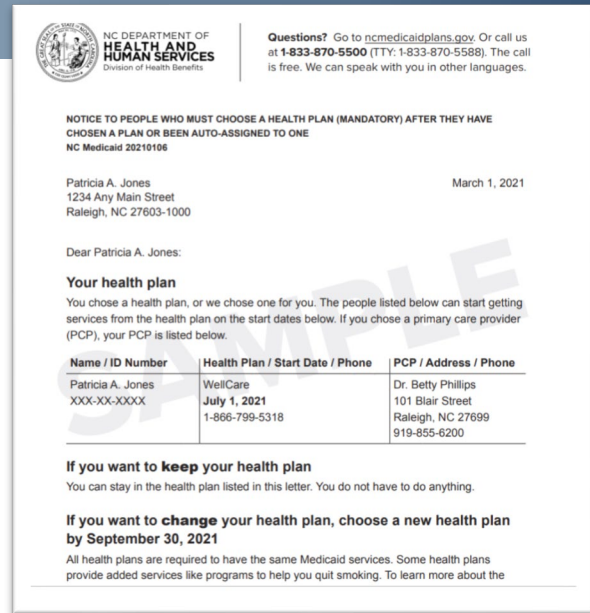 NC DEPARTMENT OF
HEALTH AND
HUMAN SERVICES
Division of Health Benefits
Questions? Go to ncmedicaidplans.gov. Or call us
at 1-833-870-5500 (TTY: 1-833-870-5588). The call
is free. We can speak with you in other languages.
NOTICE TO PEOPLE WHO MUST CHOOSE A HEALTH PLAN (MANDATORY) AFTER THEY HAVE
CHOSEN A PLAN OR BEEN AUTO-ASSIGNED TO ONE
NC Medicaid 20210106
Patricia A. Jones March 1, 2021
1234 Any Main Street
Raleigh, NC 27603-1000
Dear Patricia A. Jones:
Your health plan
You chose a health plan, or we chose one for you. The people listed below can start getting
services from the health plan on the start dates below. If you chose a primary care provider
(PCP), your PCP is listed below.
Name / ID Number Health Plan / Start Date / Phone PCP / Address / Phone
Patricia A. Jones WellCare Dr. Betty Phillips
XXX-XX-XXXX July 1, 2021 101 Blair Street
1-866-799-5318 Raleigh, NC 27699
919-855-6200
SAMPLE
If you want to keep your health plan
You can stay in the health plan listed in this letter. You do not have to do anything.
If you want to change your health plan, choose a new health plan
by September 30, 2021
All health plans are required to have the same Medicaid services. Some health plans
provide added services like programs to help you quit smoking. To learn more about the